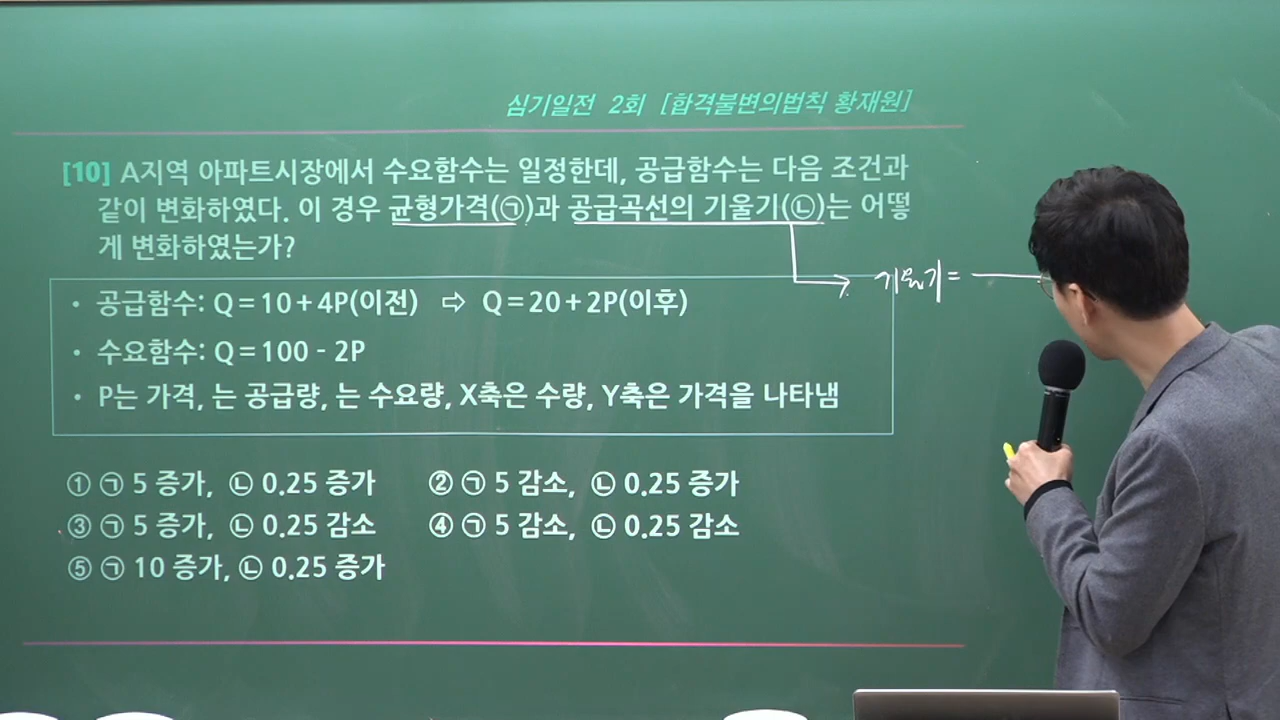 심기일전 2회 [합격불변의법칙 황재원]
[10] A지역 아파트시장에서 수요함수는 일정한데, 공급함수는 다음 조건과
같이 변화하였다. 이 경우 균형가격(㉠)과 공급곡선의 기울기(㉡)는 어떻
게 변화하였는가?
기울기=
• 공급함수: Q=10+4P(이전) ⇨ Q=20+2P(이후)
• 수요함수: Q=100-2P
• P는 가격, 는 공급량, 는 수요량, X축은 수량, Y축은 가격을 나타냄
① ㉠ 5 증가, ㉡ 0.25 증가 ② ㉠ 5 감소, ㉡ 0.25 증가
③ ㉠ 5 증가, ㉡ 0.25 감소 ④ ㉠ 5 감소, ㉡ 0.25 감소
⑤ ㉠ 10 증가, ㉡ 0.25 증가